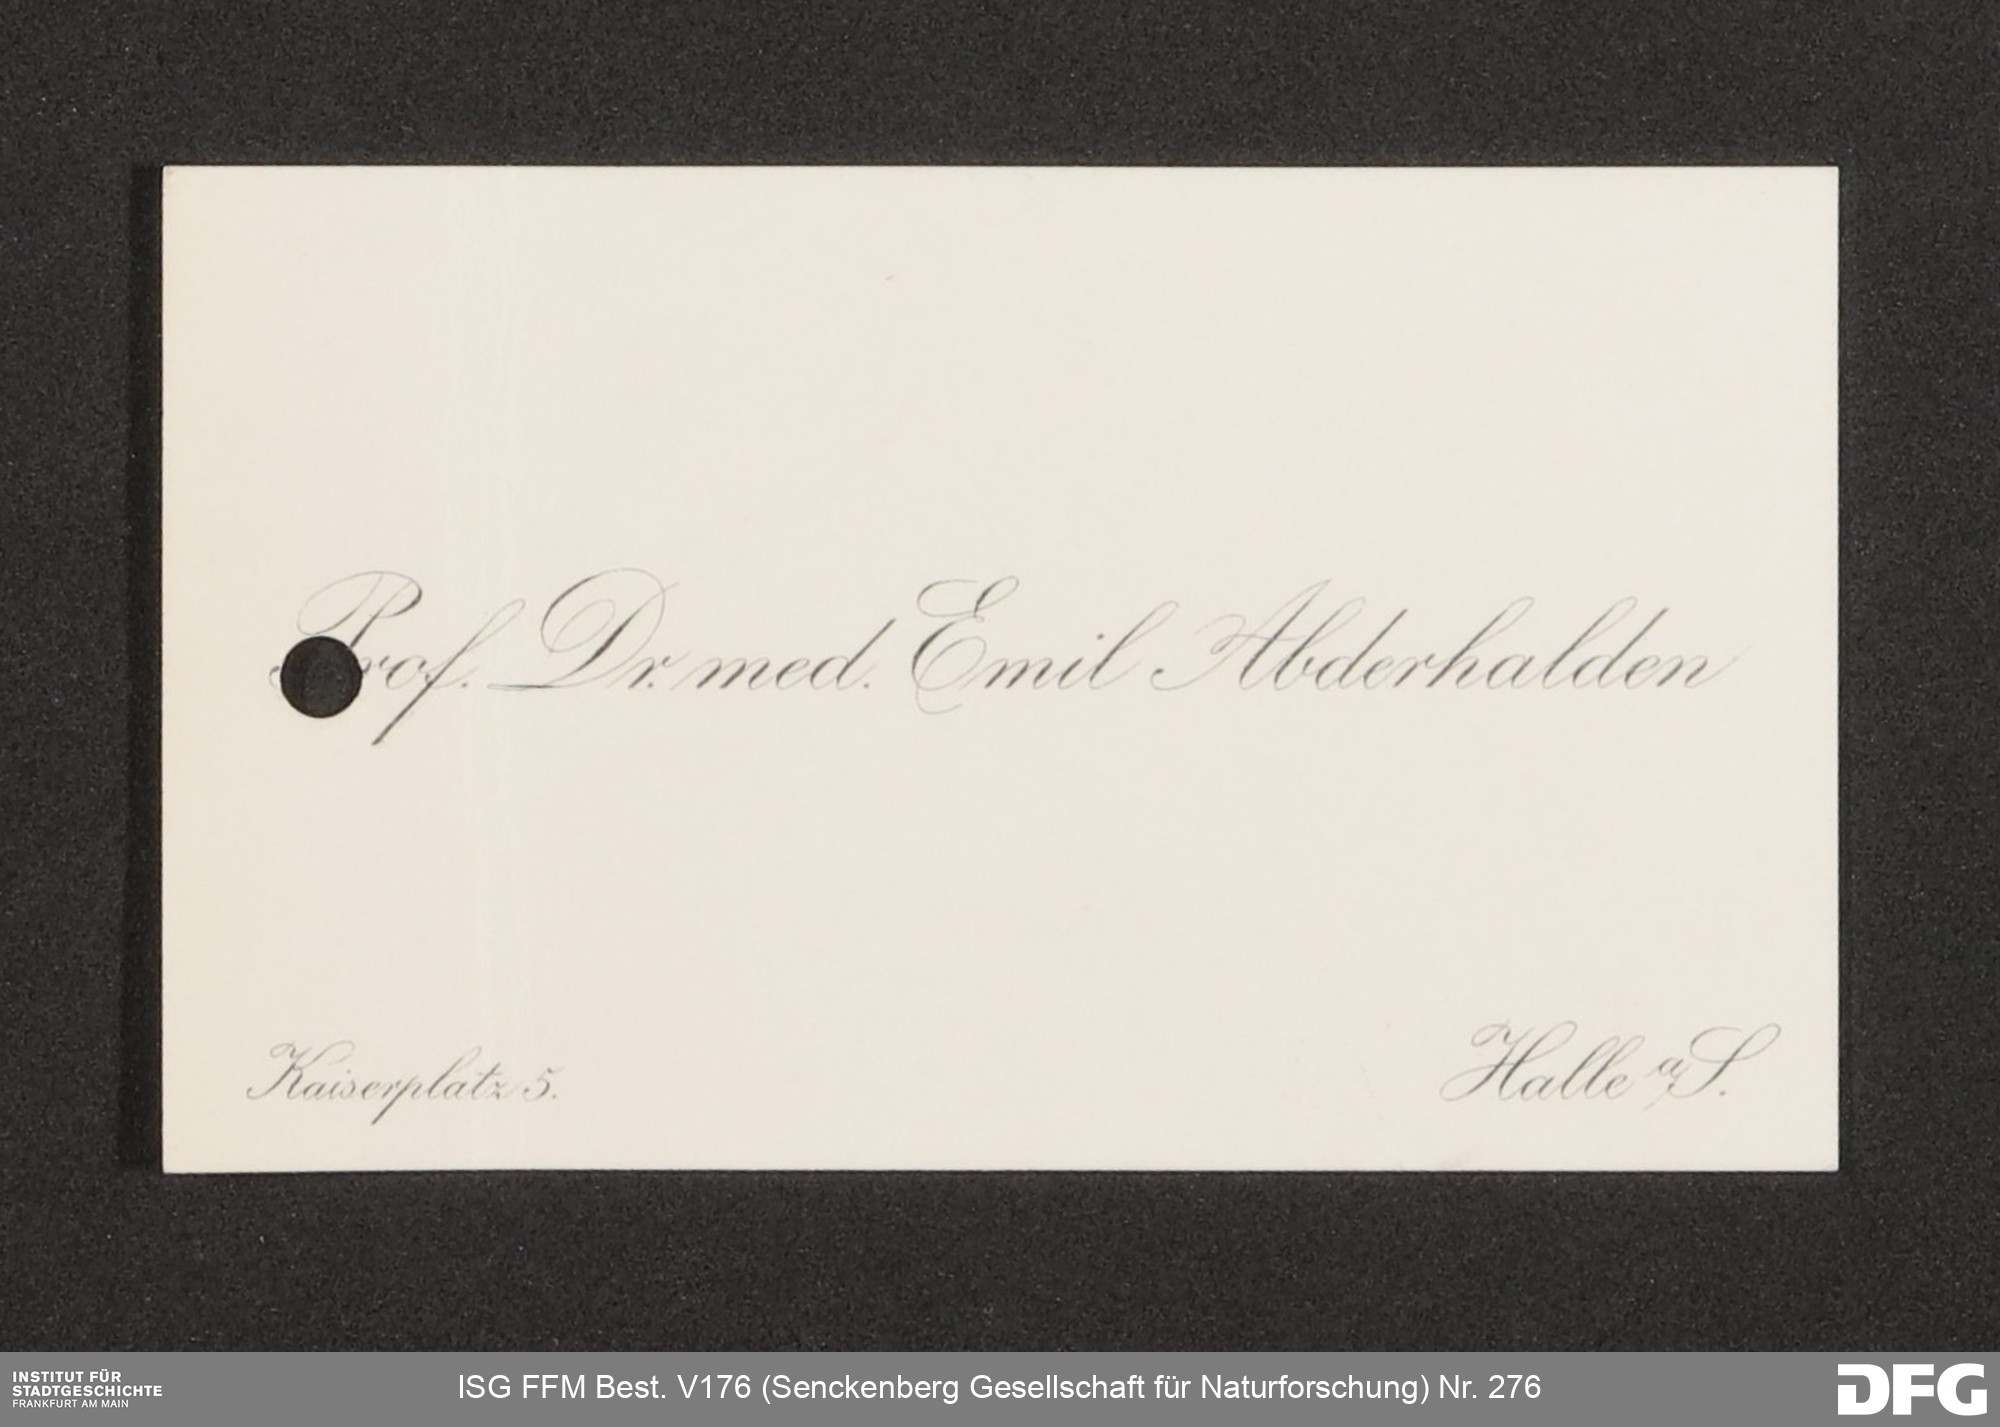 Prof. Dr. med. Emil Abderhalden
Kaiserplatz 5.
Halle a/S.
INSTITUT FÜR
STADTGESCHICHTE
FRANKFURT AM MAIN
ISG FFM Best. V176 (Senckenberg Gesellschaft für Naturforschung) Nr. 276
DFG